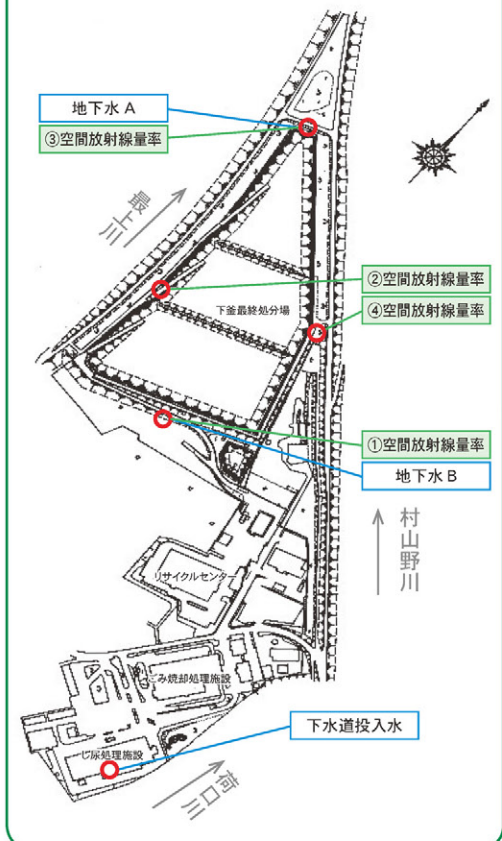 地下水 A
③空間放射線量率
最上川
②空間放射線量率
下釜最終処分場
④空間放射線量率
①空間放射線量率
地下水 B
村山野川
リサイクルセンター
ごみ焼却処理施設
下水道投入水
し尿処理施設
荷口川